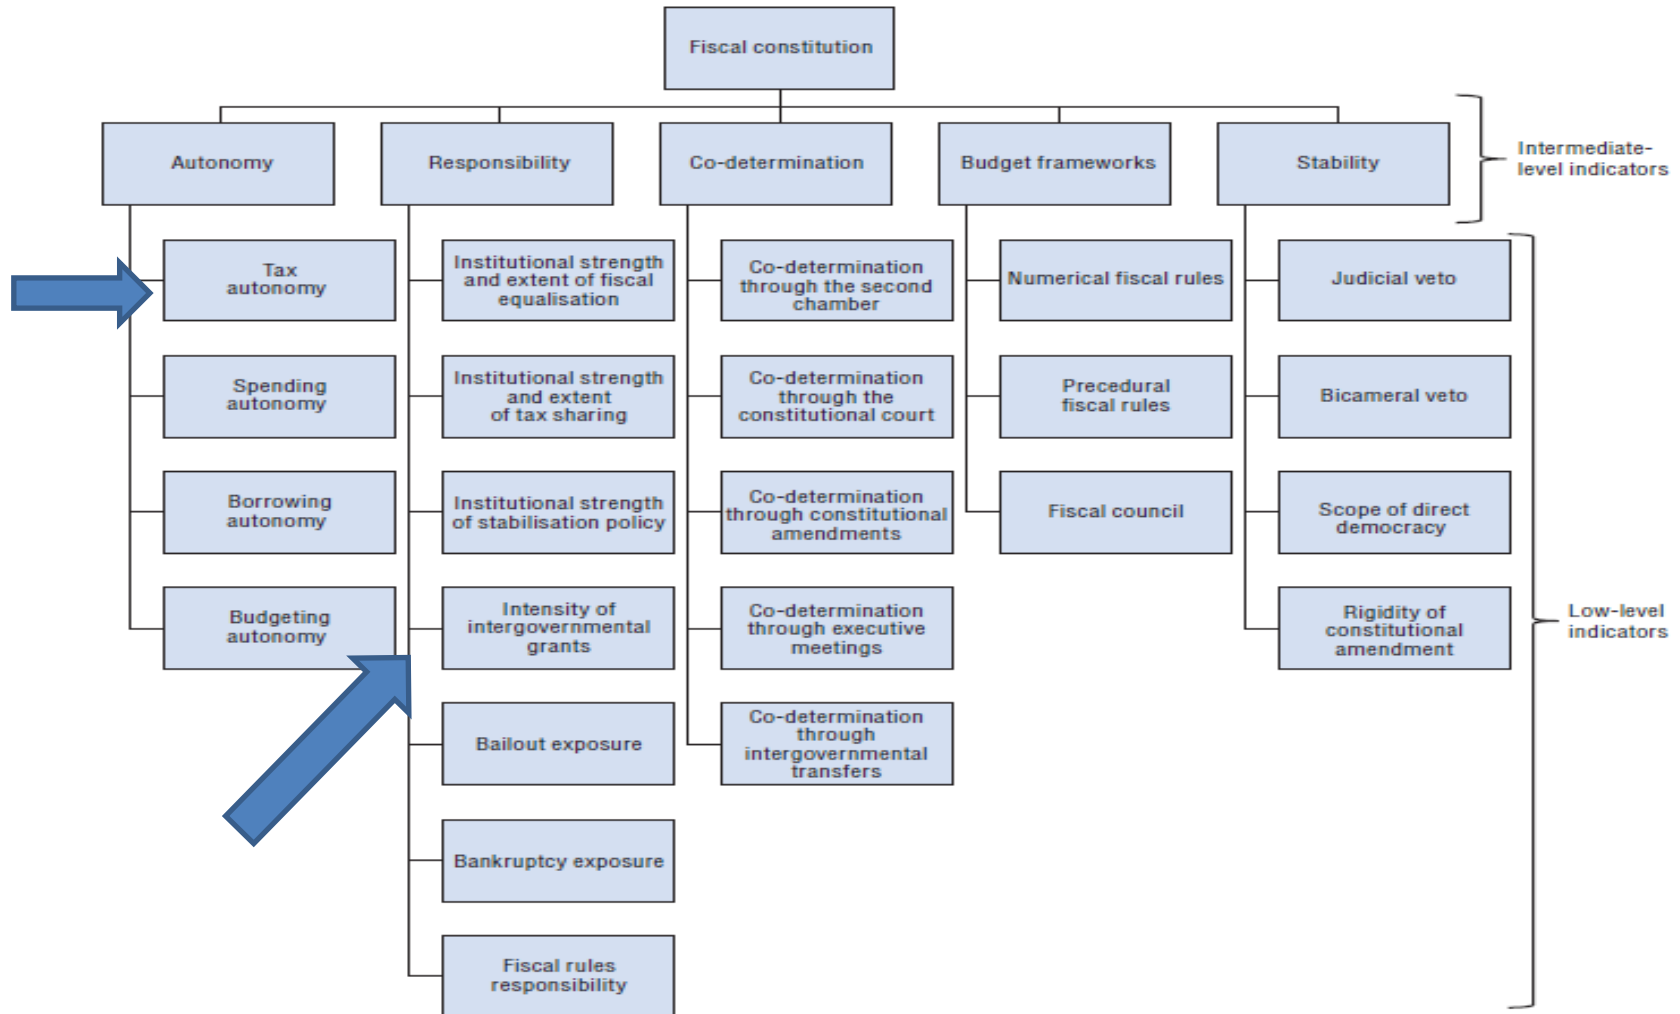 Fiscal constitution
Autonomy
Responsibility
Co-determination
Budget frameworks
Stability
Intermediate-
level indicators
Tax
autonomy
Spending
autonomy
Borrowing
autonomy
Budgeting
autonomy
Institutional strength
and extent of fiscal
equalisation
Institutional strength
and extent
of tax sharing
Institutional strength
of stabilisation policy
Intensity of
intergovernmental
grants
Bailout exposure
Bankruptcy exposure
Fiscal rules
responsibility
Co-determination
through the second
chamber
Co-determination
through the
constitutional court
Co-determination
through constitutional
amendments
Co-determination
through executive
meetings
Co-determination
through
intergovernmental
transfers
Numerical fiscal rules
Precedural
fiscal rules
Fiscal council
Judicial veto
Bicameral veto
Scope of direct
democracy
Rigidity of
constitutional
amendment
Low-level
indicators